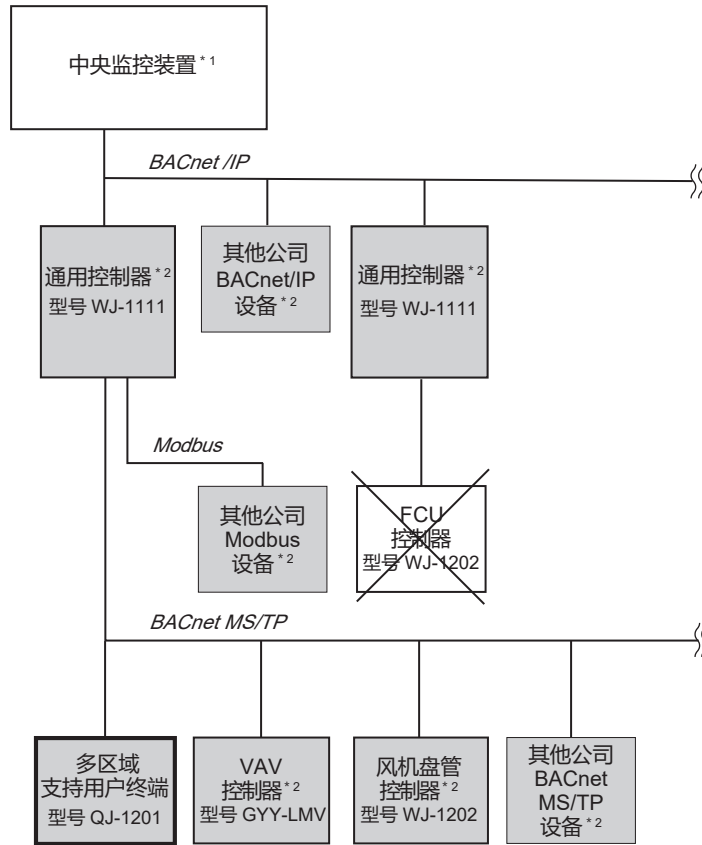 中央监控装置*1
BACnet /IP
通用控制器*2
型号 WJ-1111
其他公司
BACnet/IP
设备*2
通用控制器*2
型号 WJ-1111
Modbus
其他公司
Modbus
设备*2
FCU
控制器
型号 WJ-1202
BACnet MS/TP
多区域
支持用户终端
型号 QJ-1201
VAV
控制器*2
型号 GYY-LMV
风机盘管
控制器*2
型号 WJ-1202
其他公司
BACnet
MS/TP
设备*2